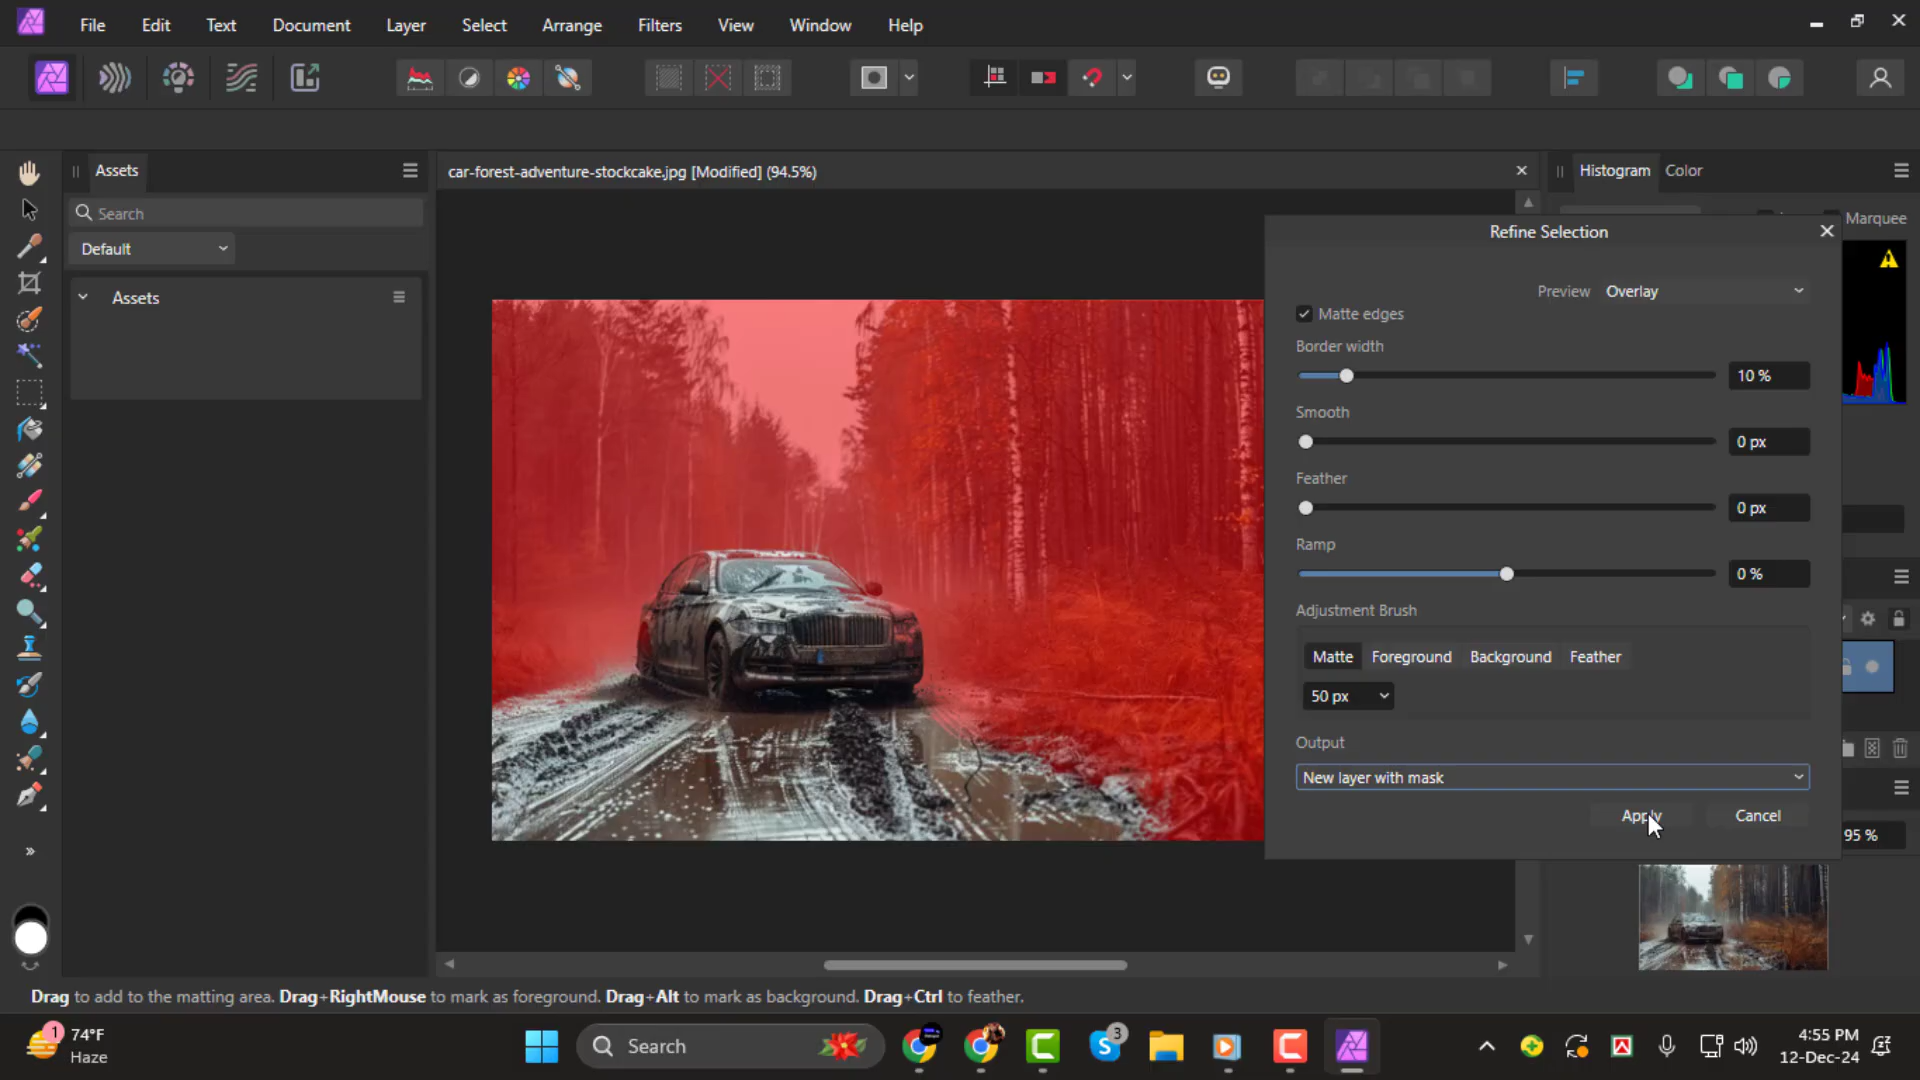 File Edit Text Document Layer Select Arrange Filters View Window Help
Assets
Search
Default
Assets
car-forest-adventure-stockcake.jpg [Modified] (94.5%)
Histogram Color
Marquee
Refine Selection
Preview Overlay
Matte edges
Border width
10 %
Smooth
0 px
Feather
0 px
Ramp
0 %
Adjustment Brush
Matte Foreground Background Feather
50 px
Output
New layer with mask
Apply Cancel
95 %
Drag to add to the matting area. Drag+RightMouse to mark as foreground. Drag+Alt to mark as background. Drag+Ctrl to feather.
1
74°F
Haze
Search
3
4:55 PM
12-Dec-24